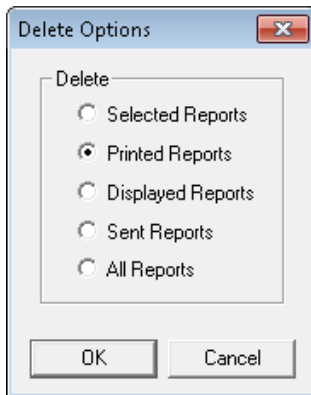 Delete Options
Delete
Selected Reports
Printed Reports
Displayed Reports
Sent Reports
All Reports
OK Cancel